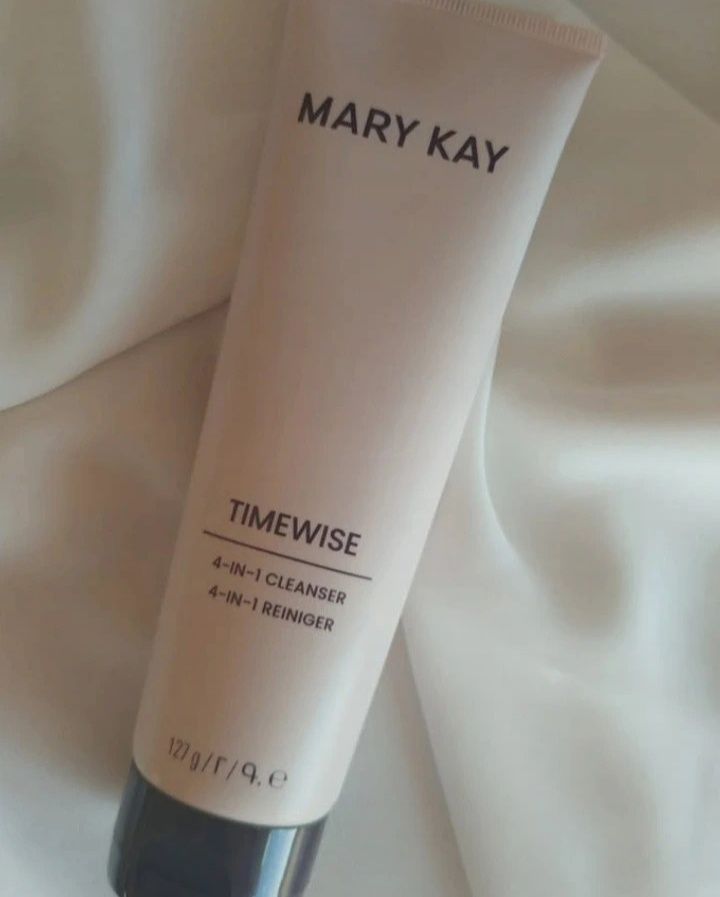 MARY KAY
TIMEWISE
4-IN-1 CLEANSER
4-IN-1 REINIGER
127 g/г/գ. ℮